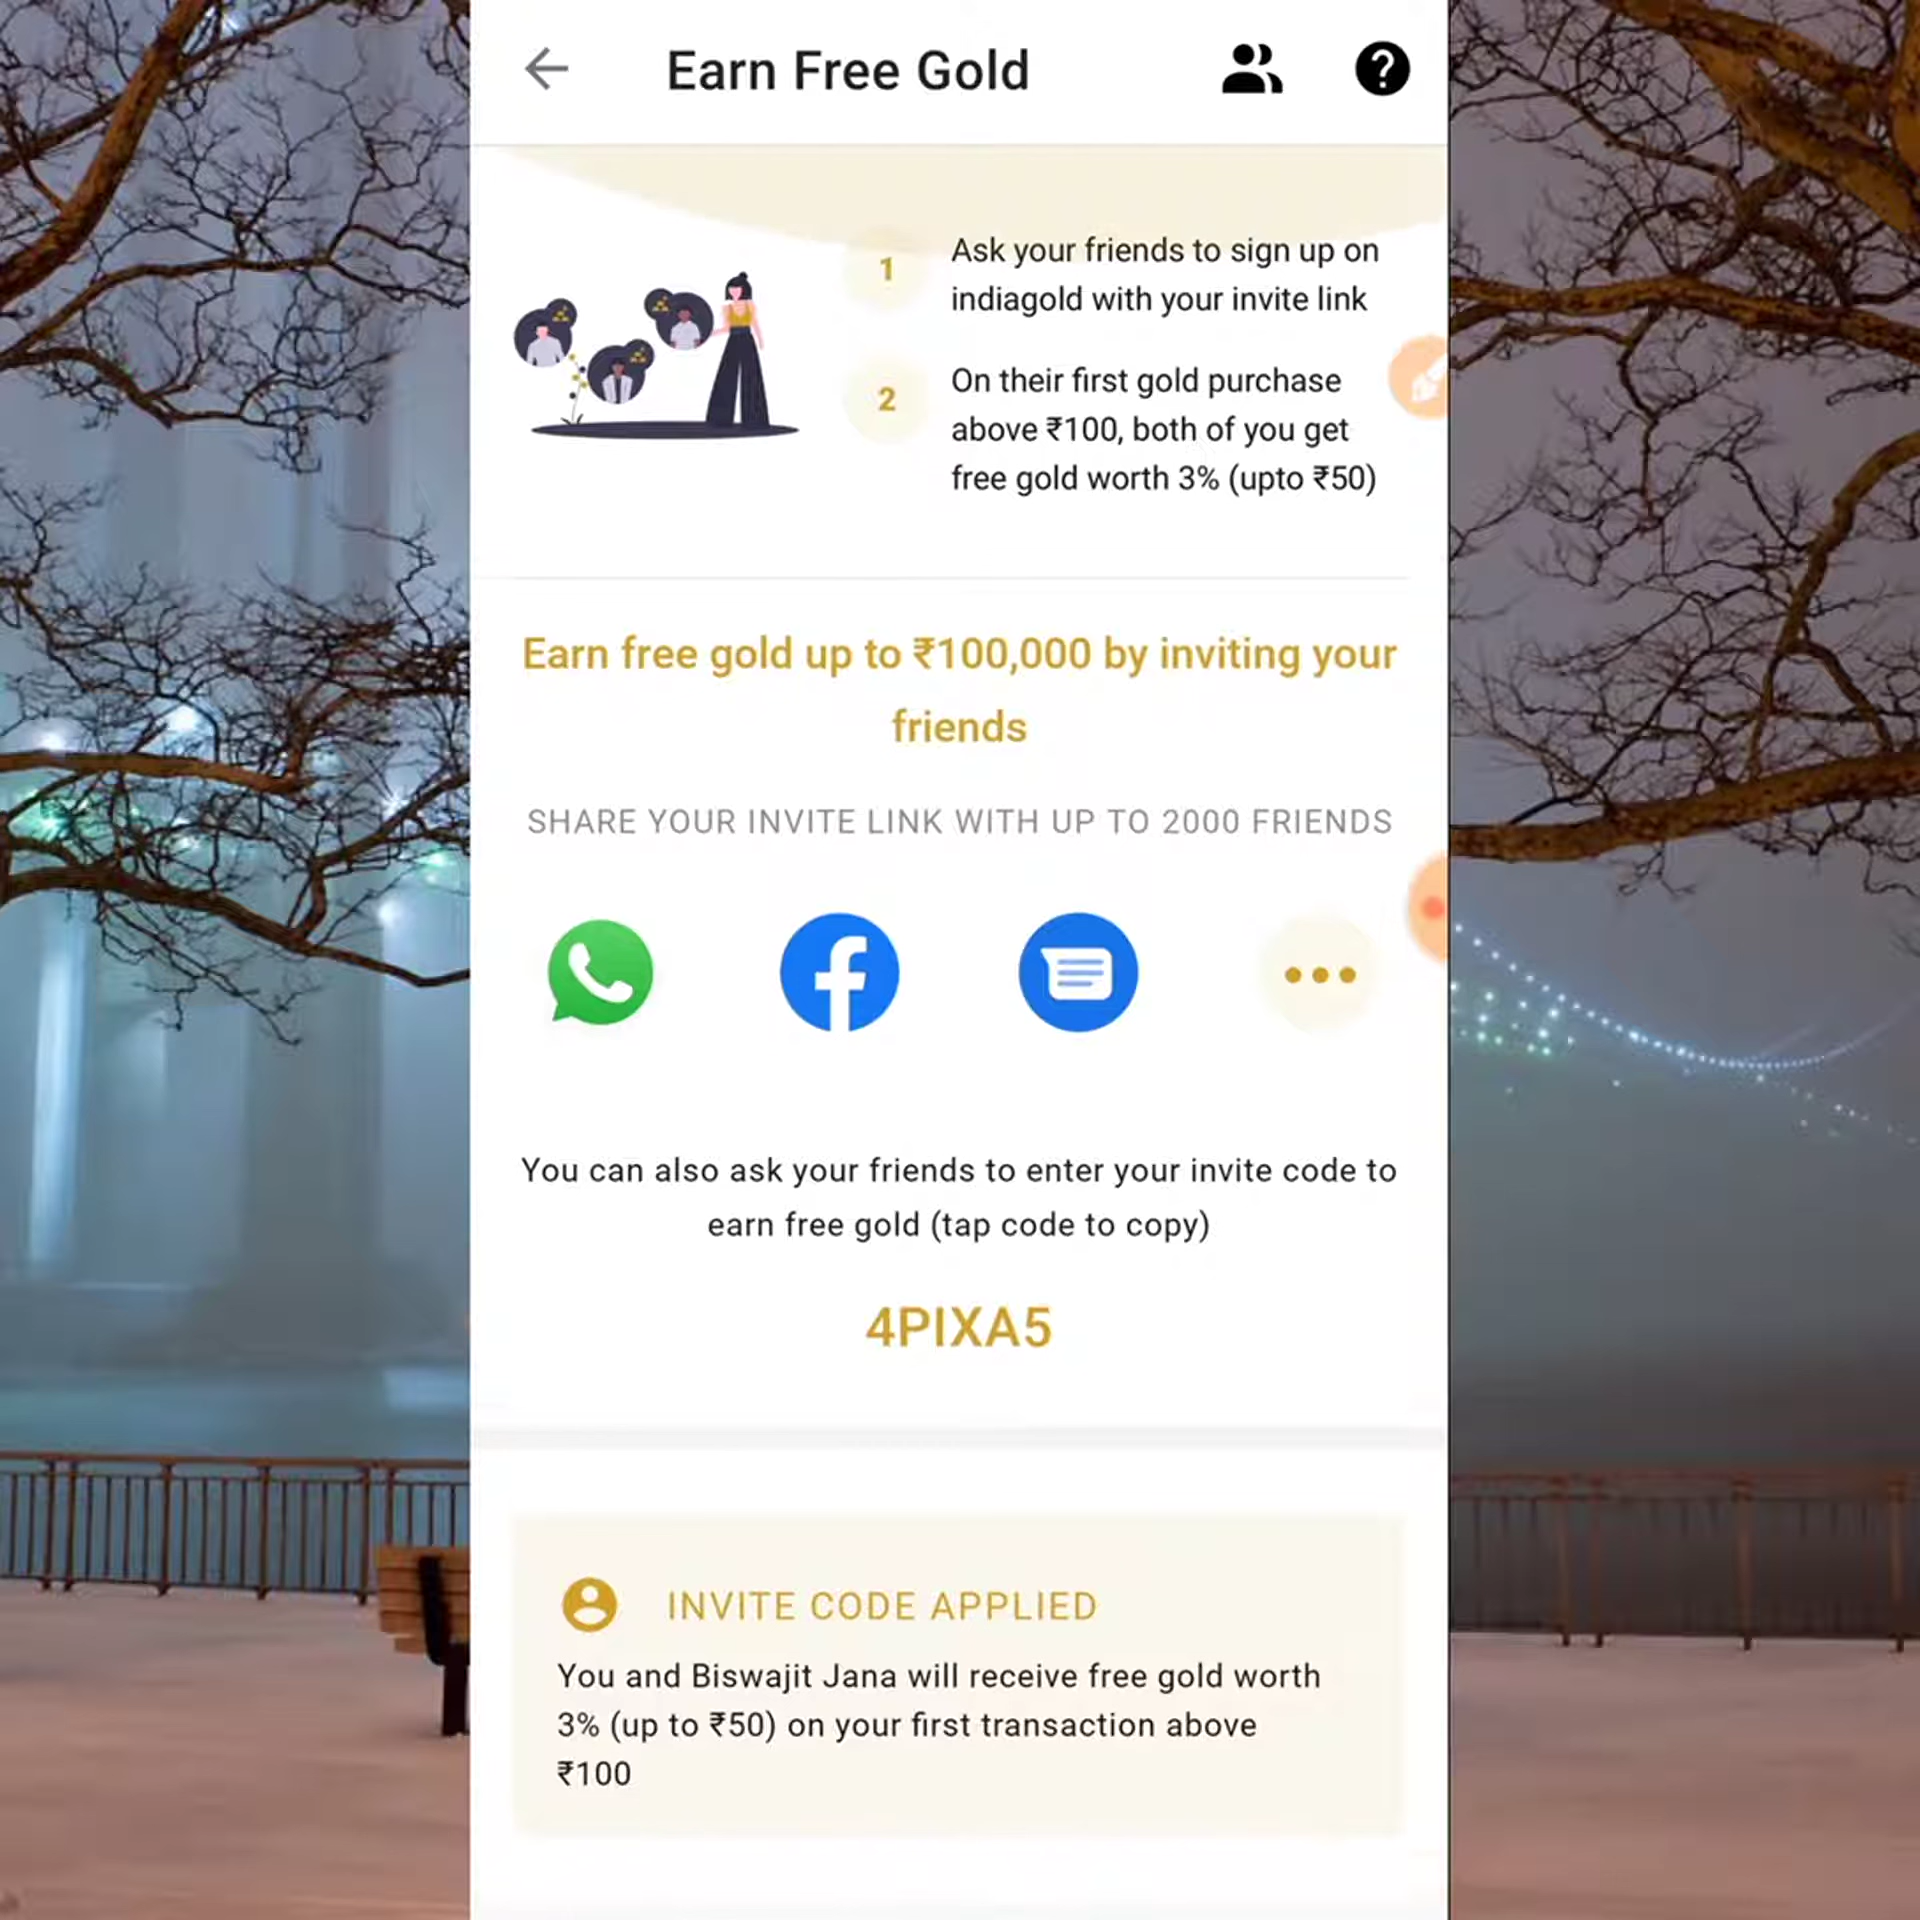 Earn Free Gold
1
Ask your friends to sign up on
indiagold with your invite link
2
On their first gold purchase
above ₹100, both of you get
free gold worth 3% (upto ₹50)
Earn free gold up to ₹100,000 by inviting your
friends
SHARE YOUR INVITE LINK WITH UP TO 2000 FRIENDS
You can also ask your friends to enter your invite code to
earn free gold (tap code to copy)
4PIXA5
INVITE CODE APPLIED
You and Biswajit Jana will receive free gold worth
3% (up to ₹50) on your first transaction above
₹100